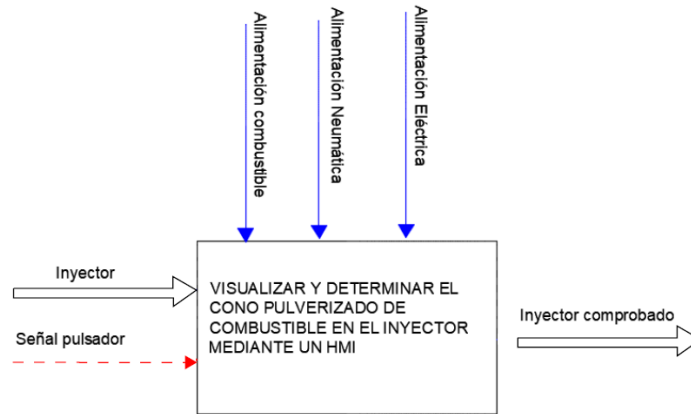 Alimentación combustible
Alimentación Neumática
Alimentación Eléctrica
Inyector
Señal pulsador
VISUALIZAR Y DETERMINAR EL
CONO PULVERIZADO DE
COMBUSTIBLE EN EL INYECTOR
MEDIANTE UN HMI
Inyector comprobado